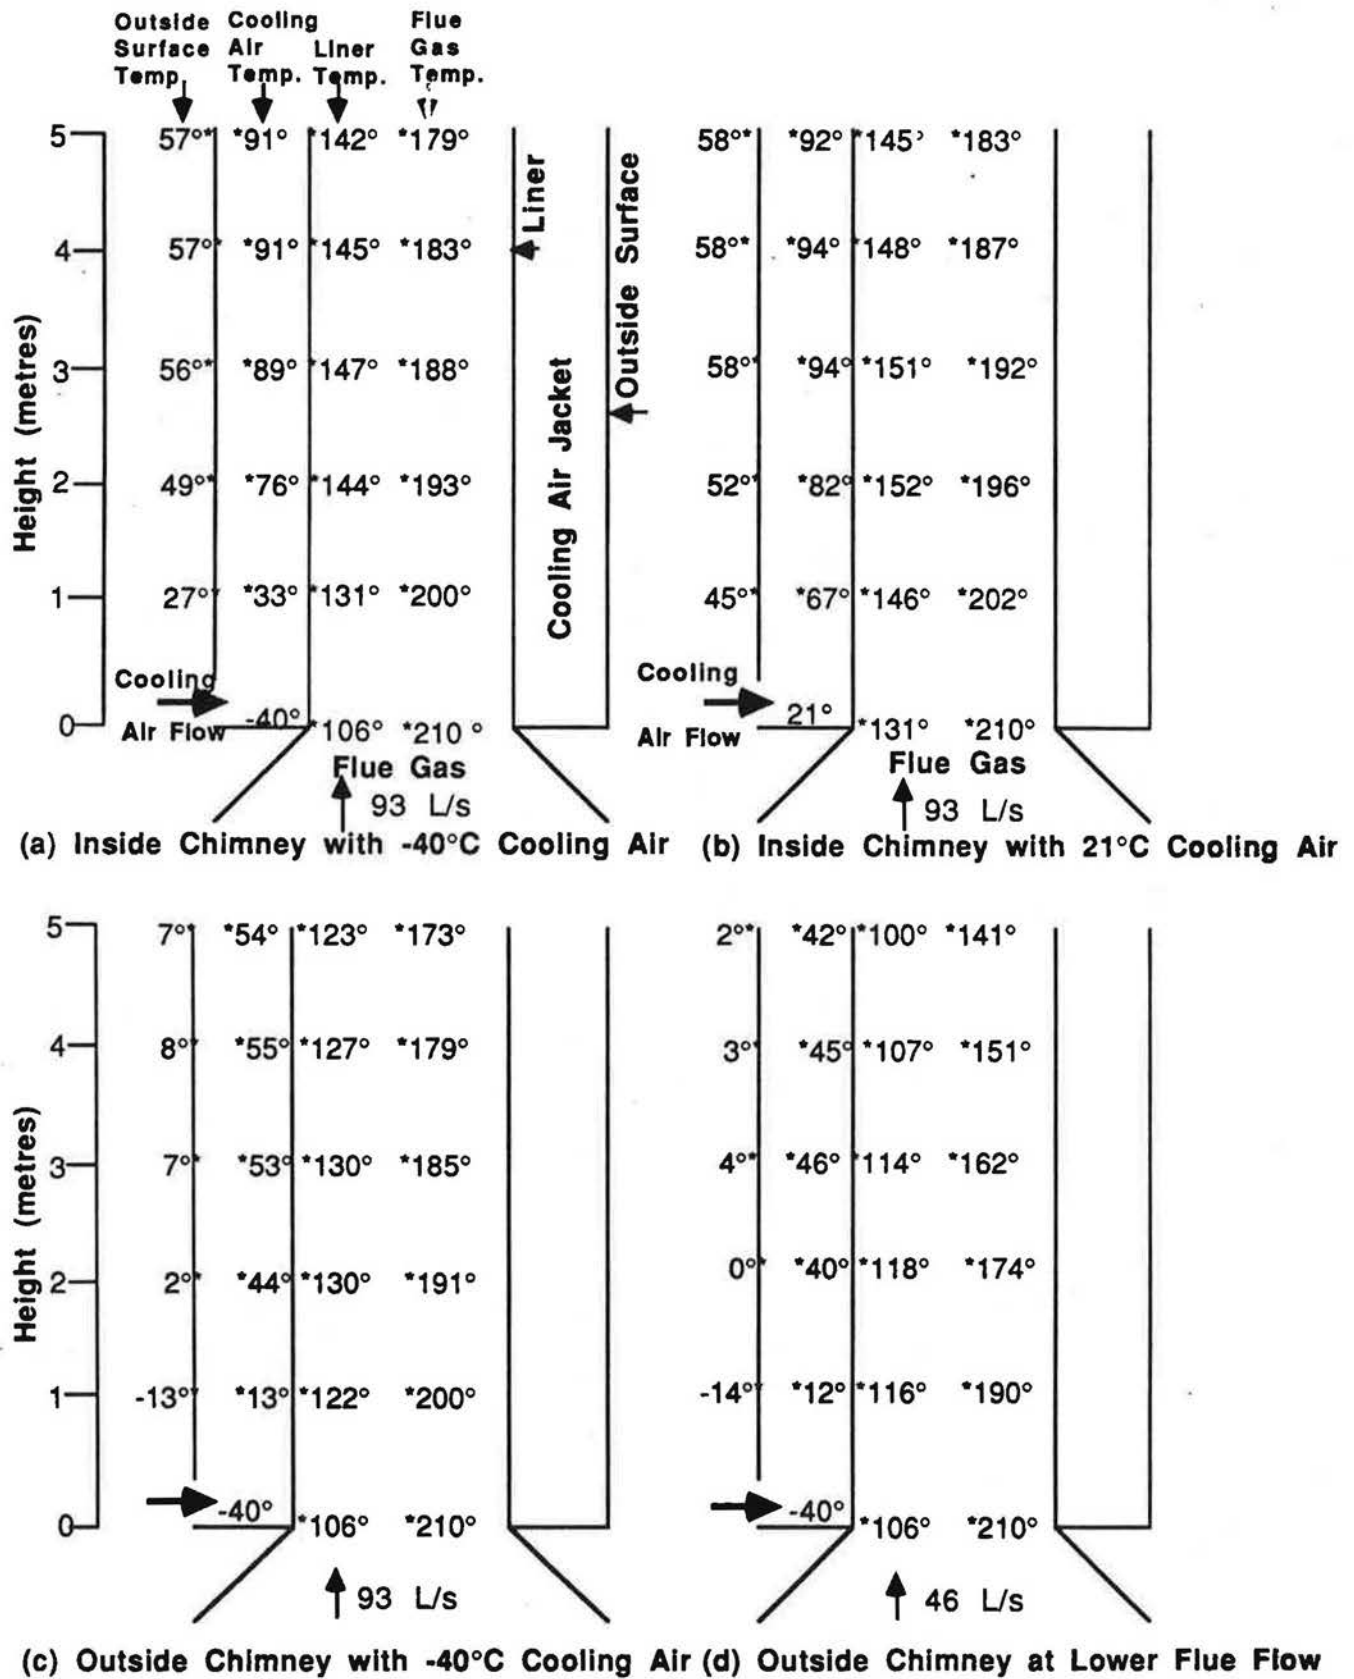 Outside Cooling Flue
Surface Air Liner Gas
Temp. Temp. Temp. Temp.
5 57°* *91° *142° *179° 58°* *92° *145° *183°
4 57°* *91° *145° *183° 58°* *94° *148° *187°
3 56°* *89° *147° *188° 58°* *94° *151° *192°
2 49°* *76° *144° *193° 52°* *82° *152° *196°
1 27°* *33° *131° *200° 45°* *67° *146° *202°
Height (metres)
Liner
Cooling Air Jacket
Outside Surface
Cooling Cooling
0 -40° *106° *210° 21° *131° *210°
Air Flow Air Flow
Flue Gas Flue Gas
93 L/s 93 L/s
(a) Inside Chimney with -40°C Cooling Air (b) Inside Chimney with 21°C Cooling Air
5 7°* *54° *123° *173° 2°* *42° *100° *141°
4 8°* *55° *127° *179° 3°* *45° *107° *151°
3 7°* *53° *130° *185° 4°* *46° *114° *162°
2 2°* *44° *130° *191° 0°* *40° *118° *174°
1 -13°* *13° *122° *200° -14°* *12° *116° *190°
Height (metres)
0 -40° *106° *210° -40° *106° *210°
93 L/s 46 L/s
(c) Outside Chimney with -40°C Cooling Air (d) Outside Chimney at Lower Flue Flow